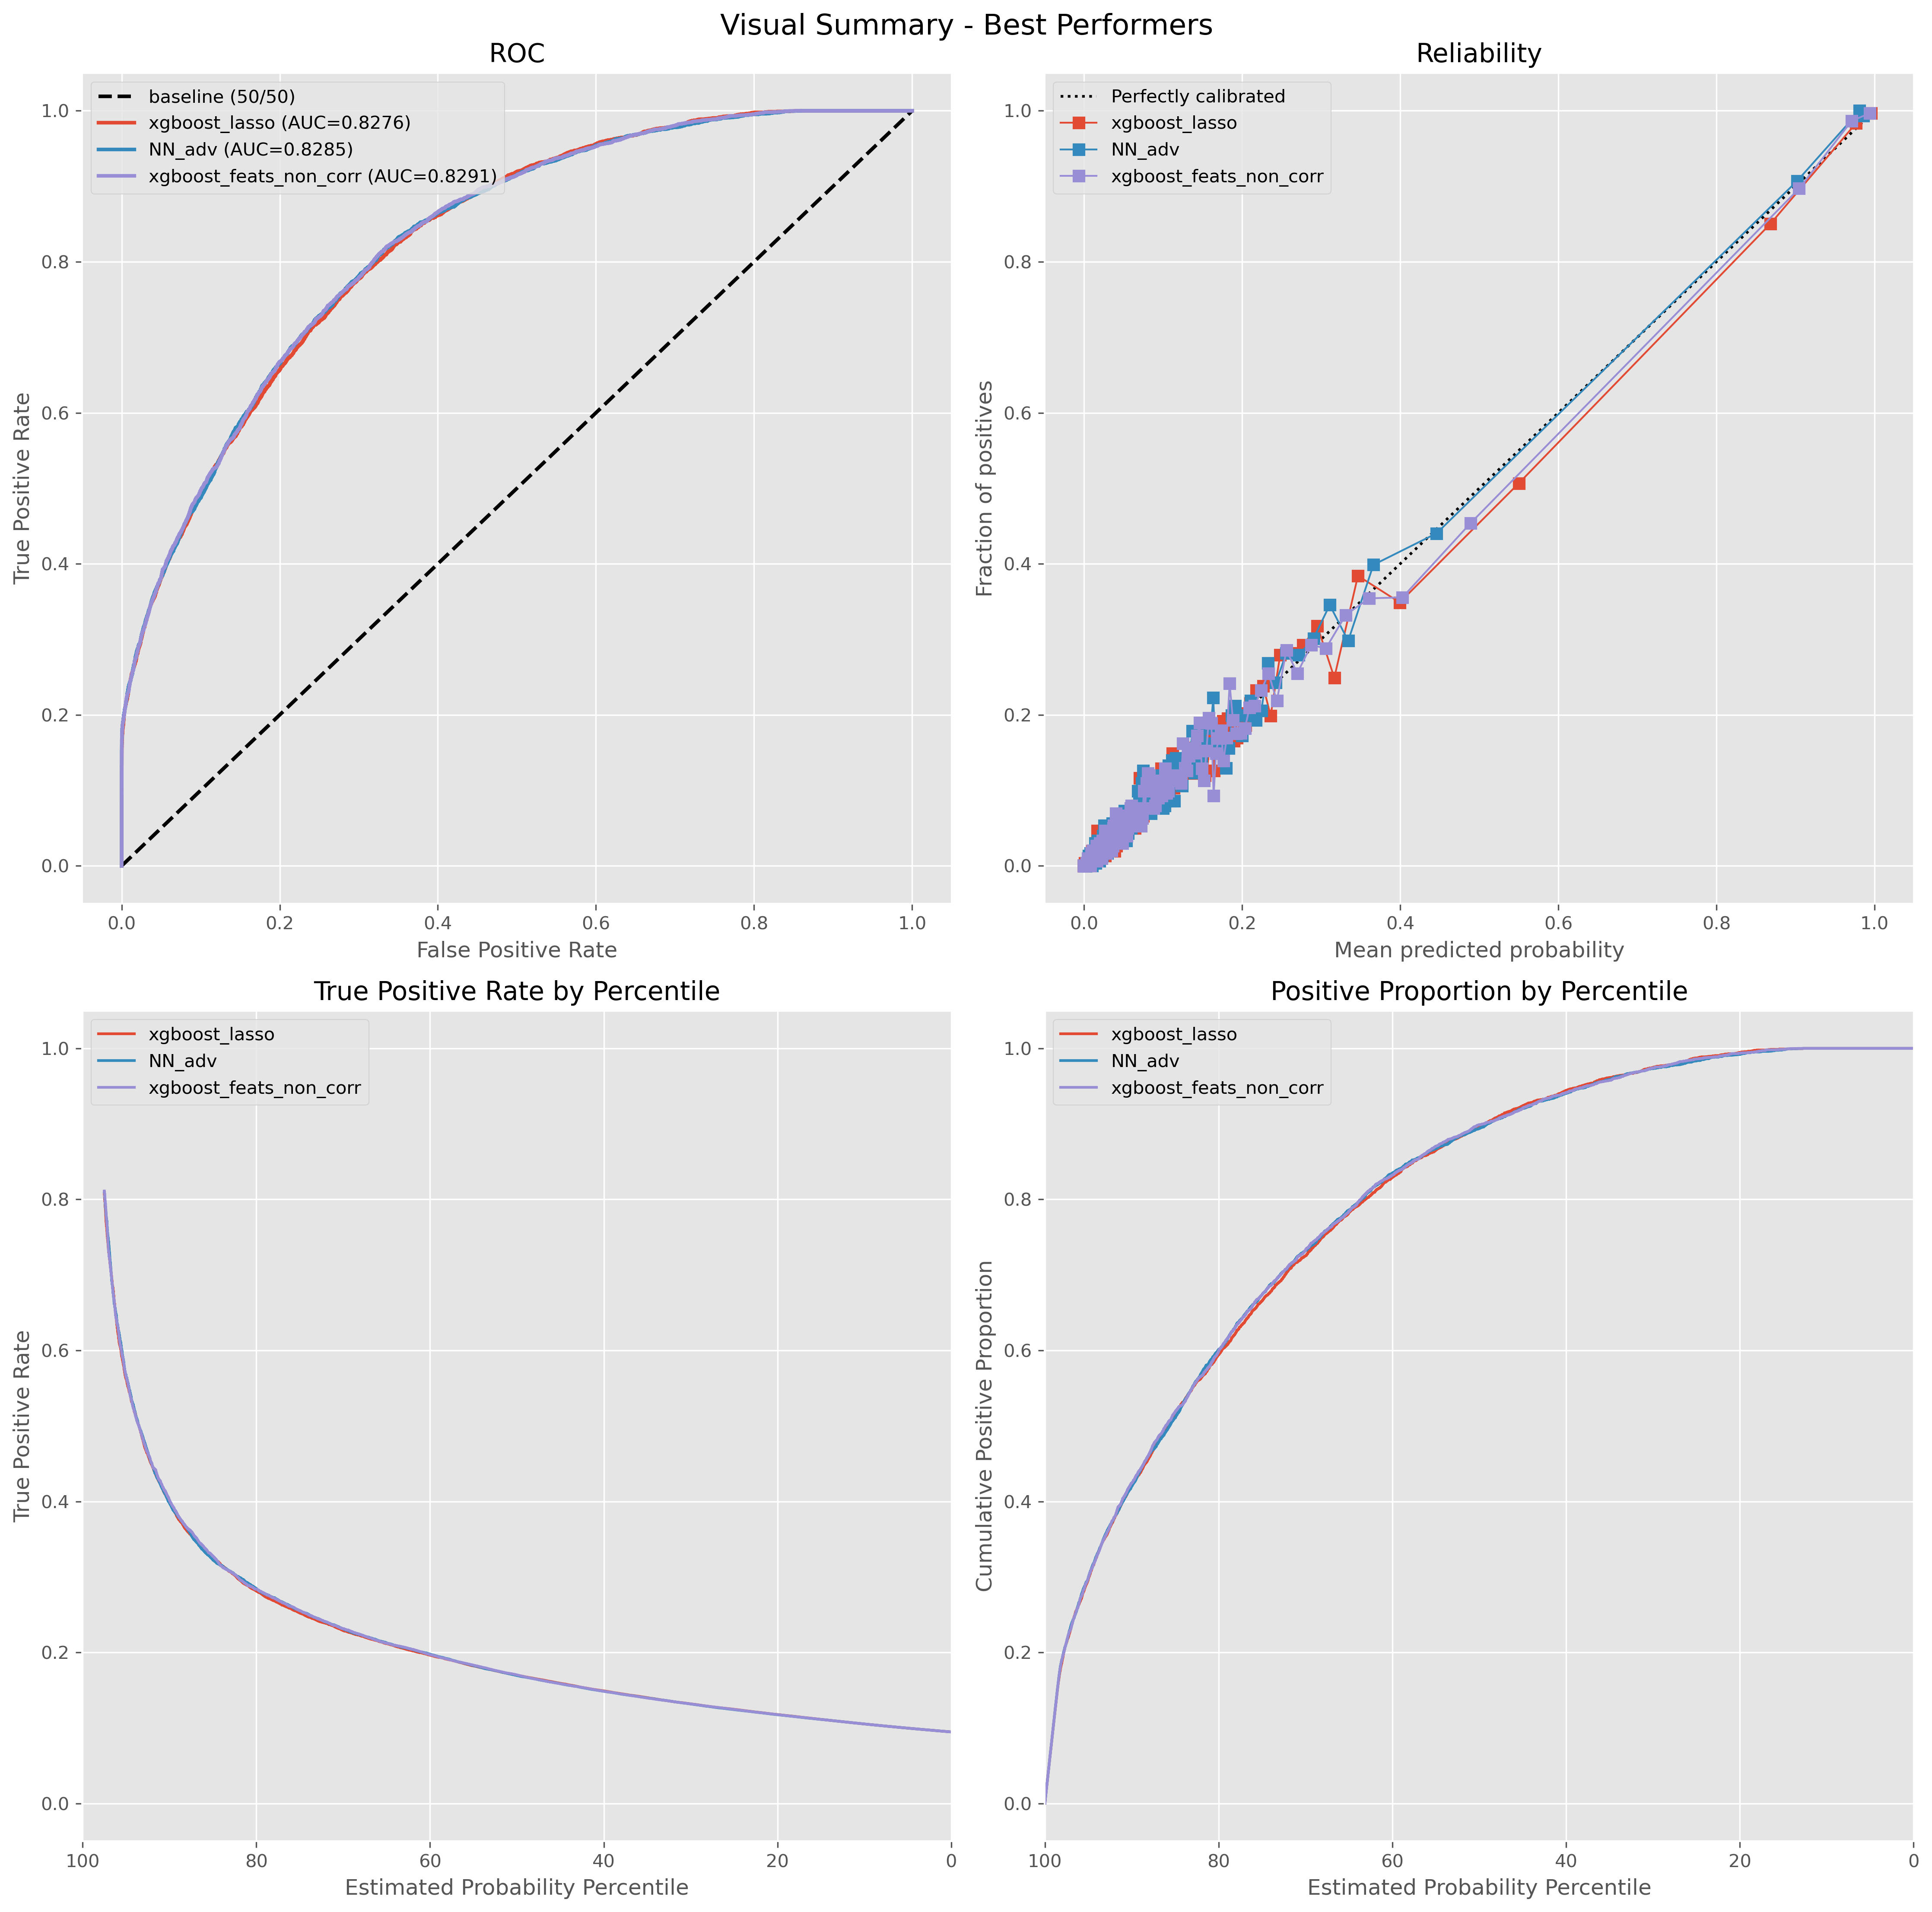 Visual Summary - Best Performers
ROC
baseline (50/50)
xgboost_lasso (AUC=0.8276)
NN_adv (AUC=0.8285)
xgboost_feats_non_corr (AUC=0.8291)
True Positive Rate
1.0
0.8
0.6
0.4
0.2
0.0
0.0 0.2 0.4 0.6 0.8 1.0
False Positive Rate
Reliability
Perfectly calibrated
xgboost_lasso
NN_adv
xgboost_feats_non_corr
Fraction of positives
1.0
0.8
0.6
0.4
0.2
0.0
0.0 0.2 0.4 0.6 0.8 1.0
Mean predicted probability
True Positive Rate by Percentile
xgboost_lasso
NN_adv
xgboost_feats_non_corr
True Positive Rate
1.0
0.8
0.6
0.4
0.2
0.0
100 80 60 40 20 0
Estimated Probability Percentile
Positive Proportion by Percentile
xgboost_lasso
NN_adv
xgboost_feats_non_corr
Cumulative Positive Proportion
1.0
0.8
0.6
0.4
0.2
0.0
100 80 60 40 20 0
Estimated Probability Percentile